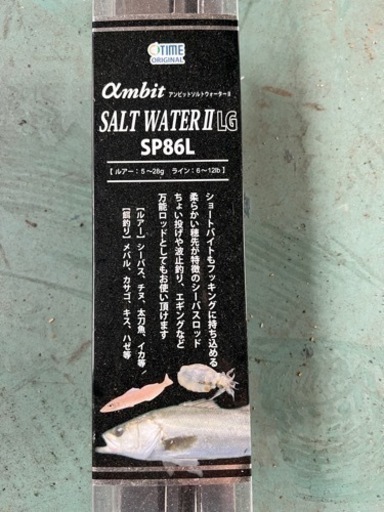 TIME
ORIGINAL
αmbit アンビットソルトウォーターⅡ
SALT WATER Ⅱ LG
SP86L
【 ルアー：5～28g ライン：6～12lb 】
ショートバイトもフッキングに持ち込める
柔らかい穂先が特徴のシーバスロッド
ちょい投げや波止釣り、エギングなど
万能ロッドとしてもお使い頂けます
【ルアー】シーバス、チヌ、太刀魚、イカ等／
【餌釣り】メバル、カサゴ、キス、ハゼ等